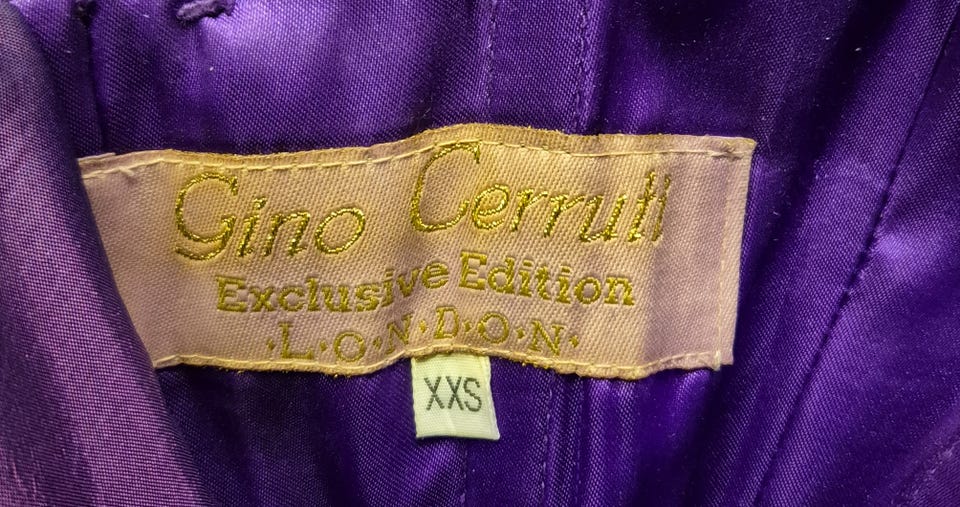 Gino Cerruti
Exclusive Edition
·L·O·N·D·O·N·
XXS